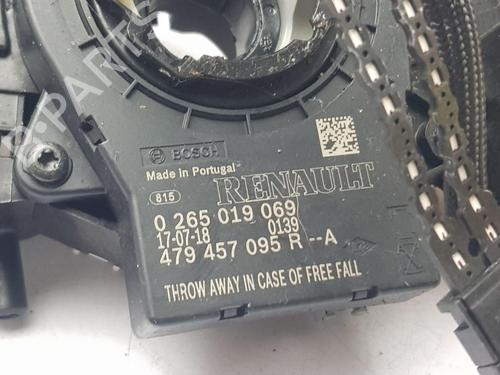 B-PARTS
BOSCH
Made in Portugal
RENAULT
815
0 265 019 069
17-07-18 0139
479 457 095 R --A
THROW AWAY IN CASE OF FREE FALL